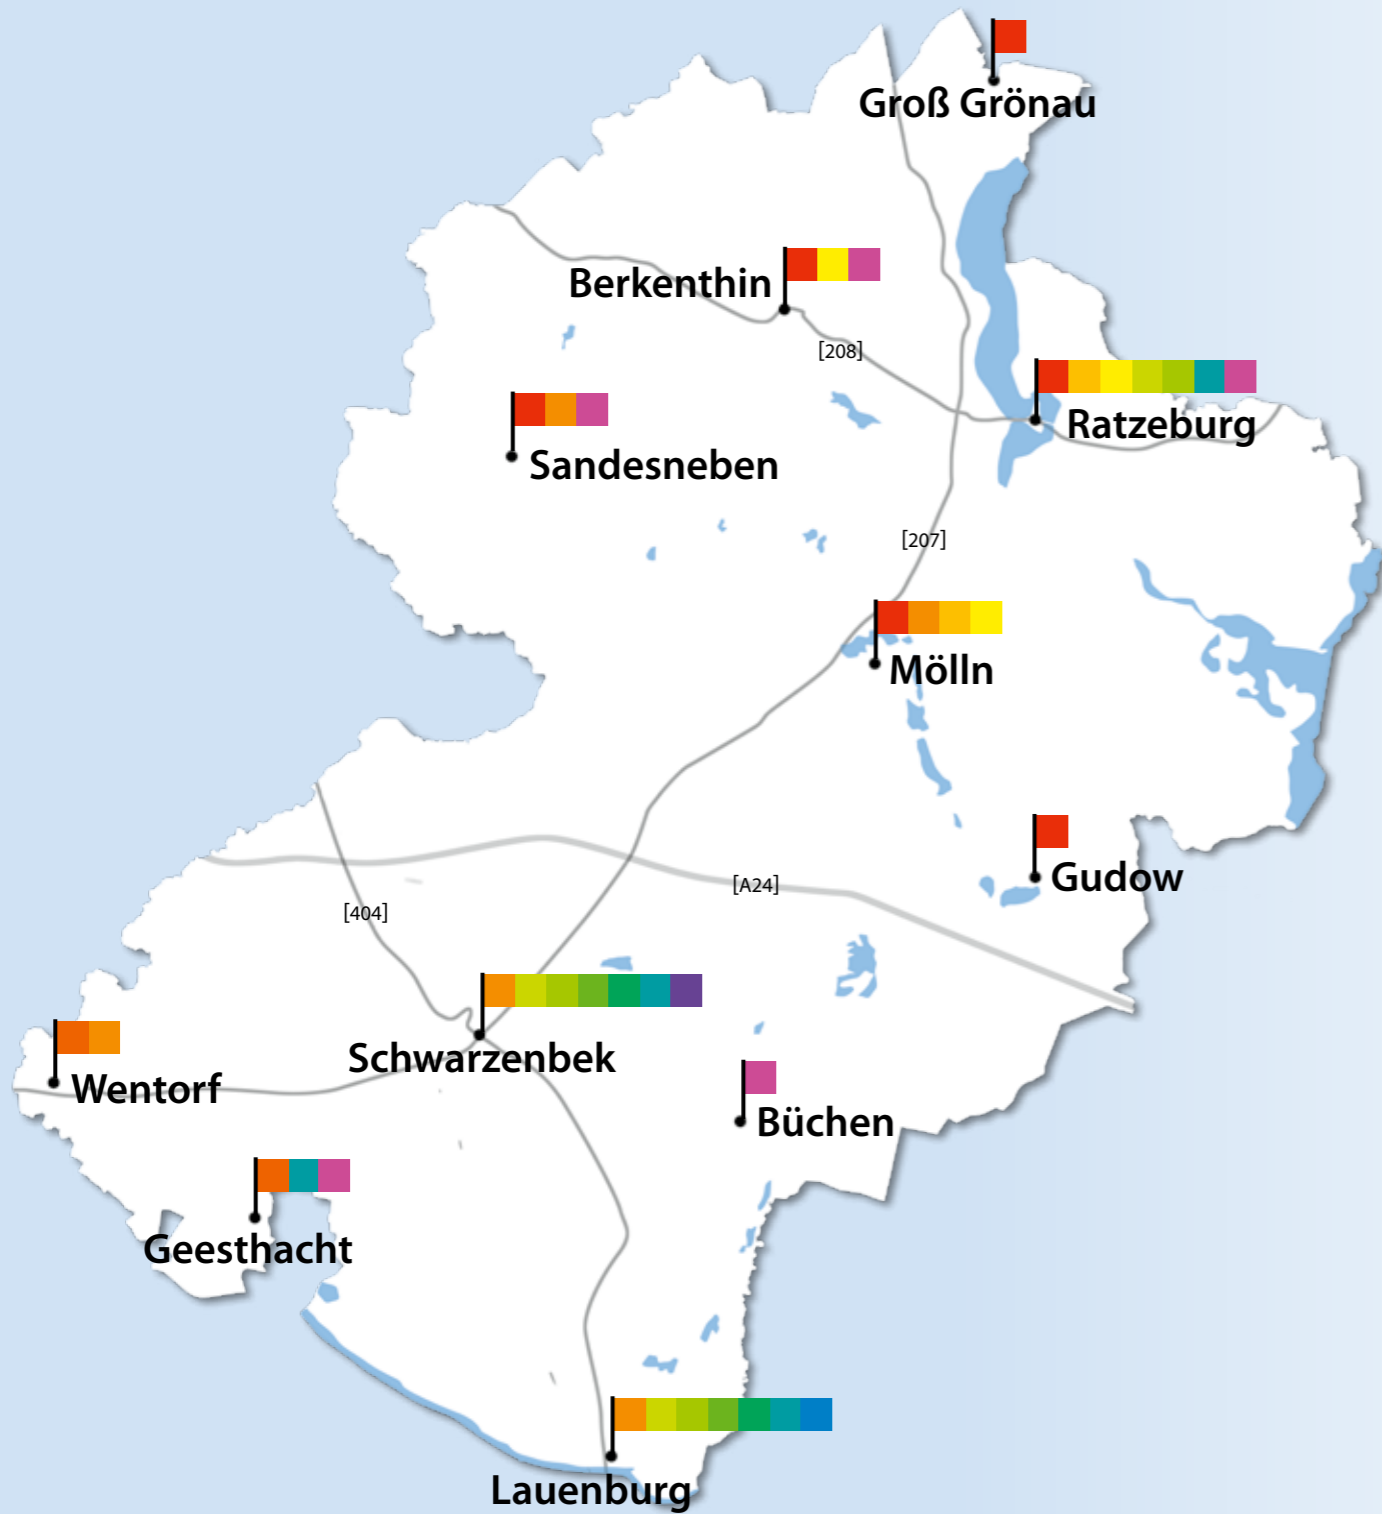 Groß Grönau
Berkenthin
[208]
Ratzeburg
Sandesneben
[207]
Mölln
Gudow
[A24]
[404]
Schwarzenbek
Wentorf
Büchen
Geesthacht
Lauenburg